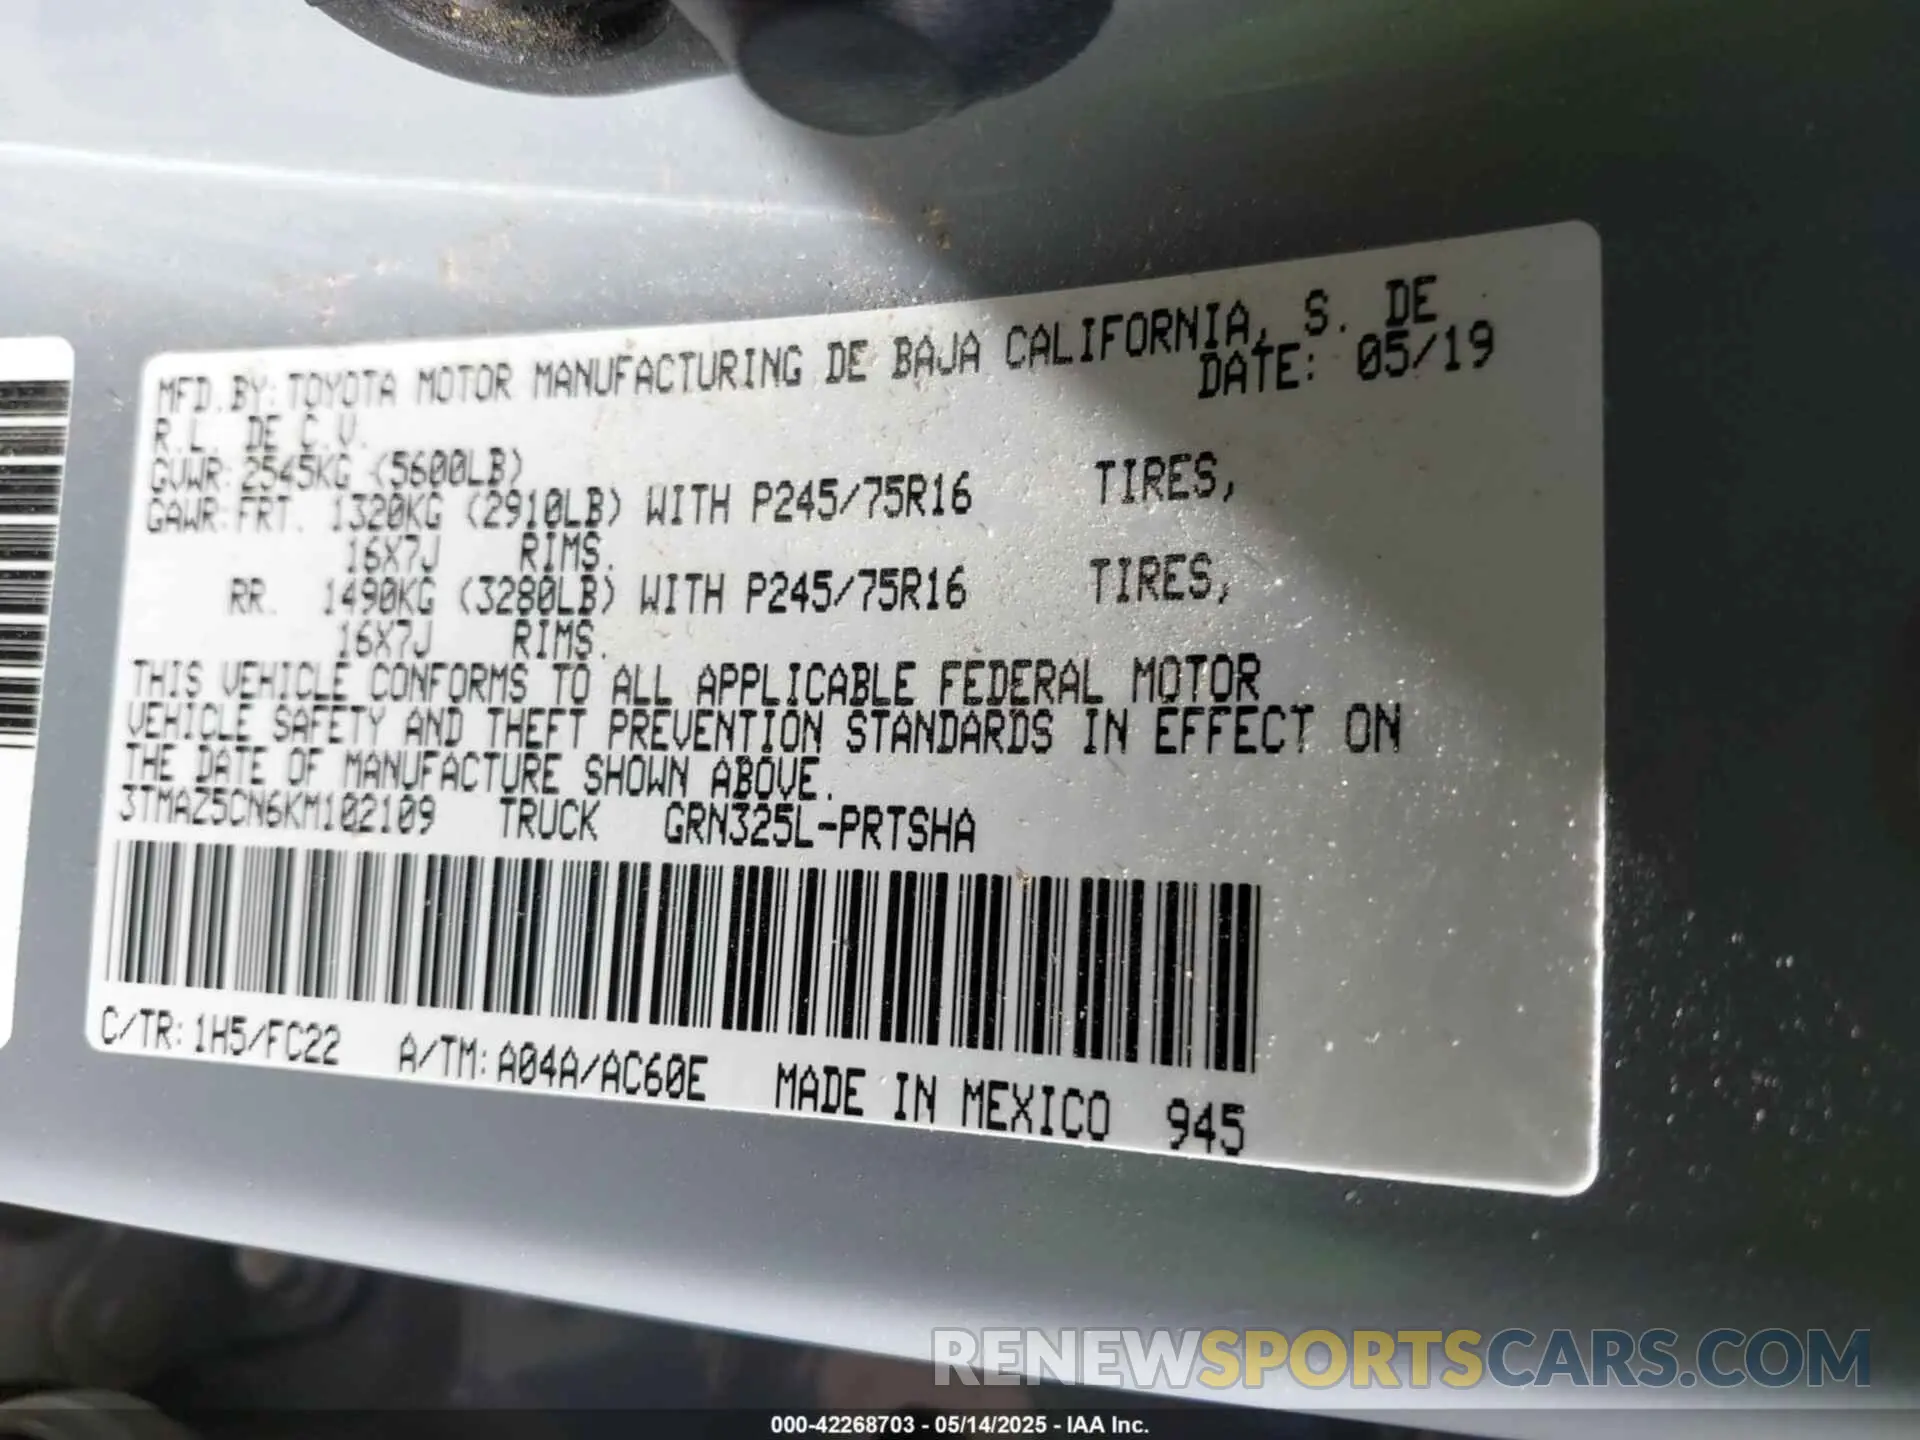 MFD.BY: TOYOTA MOTOR MANUFACTURING DE BAJA CALIFORNIA, S. DE
R.L. DE C.V. DATE: 05/19
GVWR: 2545KG (5600LB)
GAWR: FRT. 1320KG (2910LB) WITH P245/75R16 TIRES,
16X7J RIMS.
RR. 1490KG (3280LB) WITH P245/75R16 TIRES,
16X7J RIMS.
THIS VEHICLE CONFORMS TO ALL APPLICABLE FEDERAL MOTOR
VEHICLE SAFETY AND THEFT PREVENTION STANDARDS IN EFFECT ON
THE DATE OF MANUFACTURE SHOWN ABOVE.
3TMAZ5CN6KM102109 TRUCK GRN325L-PRTSHA
C/TR: 1H5/FC22 A/TM: A04A/AC60E MADE IN MEXICO 945
RENEWSPORTSCARS.COM
000-42268703 - 05/14/2025 - IAA Inc.